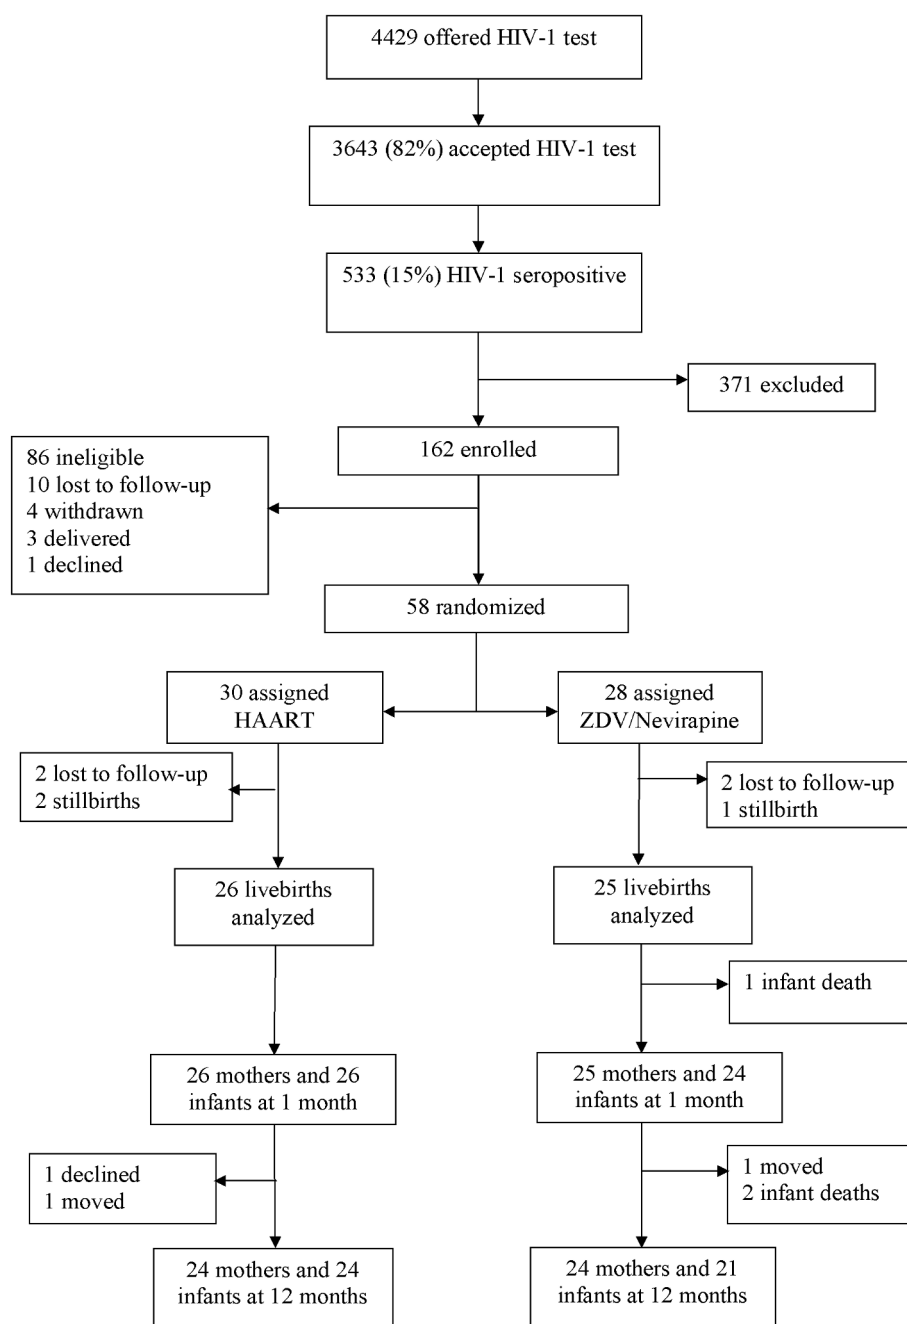 4429 offered HIV-1 test
3643 (82%) accepted HIV-1 test
533 (15%) HIV-1 seropositive
371 excluded
162 enrolled
86 ineligible
10 lost to follow-up
4 withdrawn
3 delivered
1 declined
58 randomized
30 assigned
HAART
28 assigned
ZDV/Nevirapine
2 lost to follow-up
2 stillbirths
2 lost to follow-up
1 stillbirth
26 livebirths
analyzed
25 livebirths
analyzed
1 infant death
26 mothers and 26
infants at 1 month
25 mothers and 24
infants at 1 month
1 declined
1 moved
1 moved
2 infant deaths
24 mothers and 24
infants at 12 months
24 mothers and 21
infants at 12 months